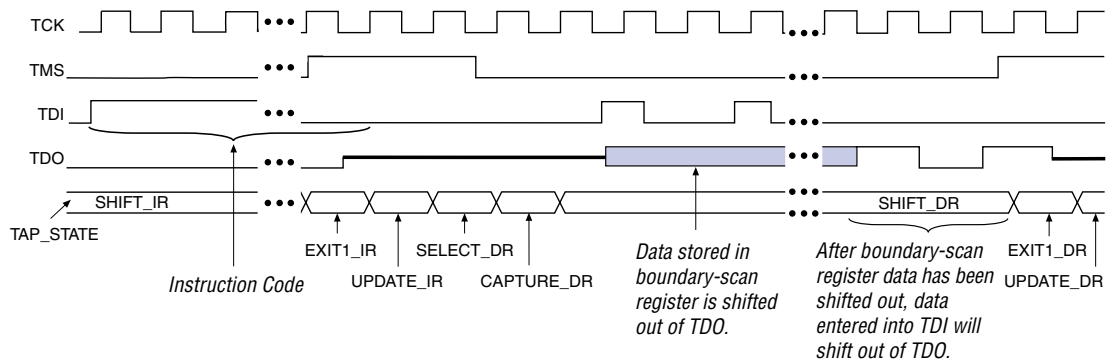 TCK
TMS
TDI
TDO
SHIFT_IR
SHIFT_DR
TAP_STATE
EXIT1_IR
SELECT_DR
EXIT1_DR
Instruction Code
UPDATE_IR
CAPTURE_DR
UPDATE_DR
Data stored in
boundary-scan
register is shifted
out of TDO.
After boundary-scan
register data has been
shifted out, data
entered into TDI will
shift out of TDO.